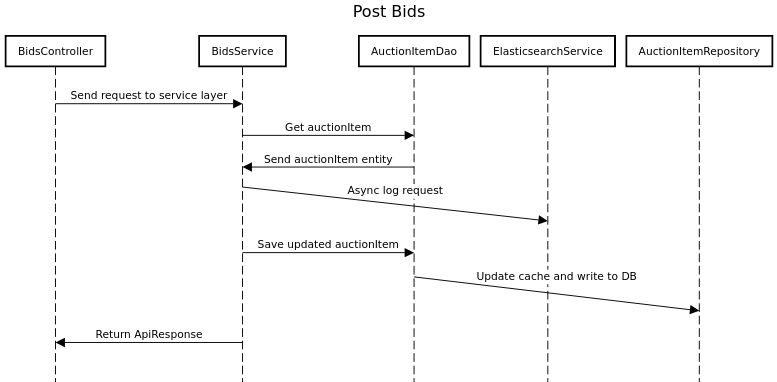 Post Bids
BidsController
BidsService
AuctionItemDao
ElasticsearchService
AuctionItemRepository
Send request to service layer
Get auctionItem
Send auctionItem entity
Async log request
Save updated auctionItem
Update cache and write to DB
Return ApiResponse